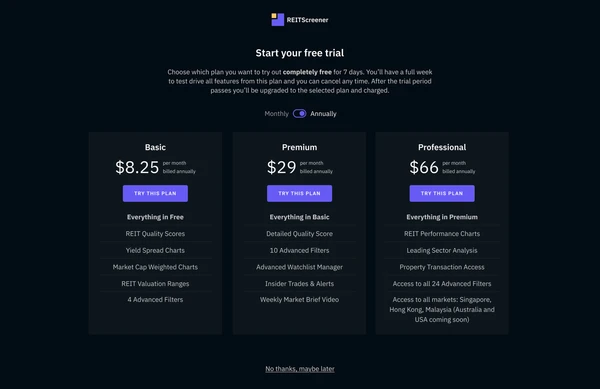 REITScreener
Start your free trial
Choose which plan you want to try out completely free for 7 days. You'll have a full week
to test drive all features from this plan and you can cancel any time. After the trial period
passes you'll be upgraded to the selected plan and charged.
Monthly Annually
Basic
$8.25 per month
billed annually
TRY THIS PLAN
Everything in Free
REIT Quality Scores
Yield Spread Charts
Market Cap Weighted Charts
REIT Valuation Ranges
4 Advanced Filters
Premium
$29 per month
billed annually
TRY THIS PLAN
Everything in Basic
Detailed Quality Score
10 Advanced Filters
Advanced Watchlist Manager
Insider Trades & Alerts
Weekly Market Brief Video
Professional
$66 per month
billed annually
TRY THIS PLAN
Everything in Premium
REIT Performance Charts
Leading Sector Analysis
Property Transaction Access
Access to all 24 Advanced Filters
Access to all markets: Singapore,
Hong Kong, Malaysia (Australia and
USA coming soon)
No thanks, maybe later